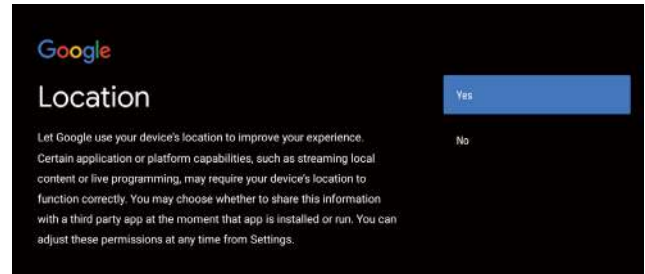 Google
Location
Let Google use your device's location to improve your experience.
Certain application or platform capabilities, such as streaming local
content or live programming, may require your device's location to
function correctly. You may choose whether to share this information
with a third party app at the moment that app is installed or run. You can
adjust these permissions at any time from Settings.
Yes
No